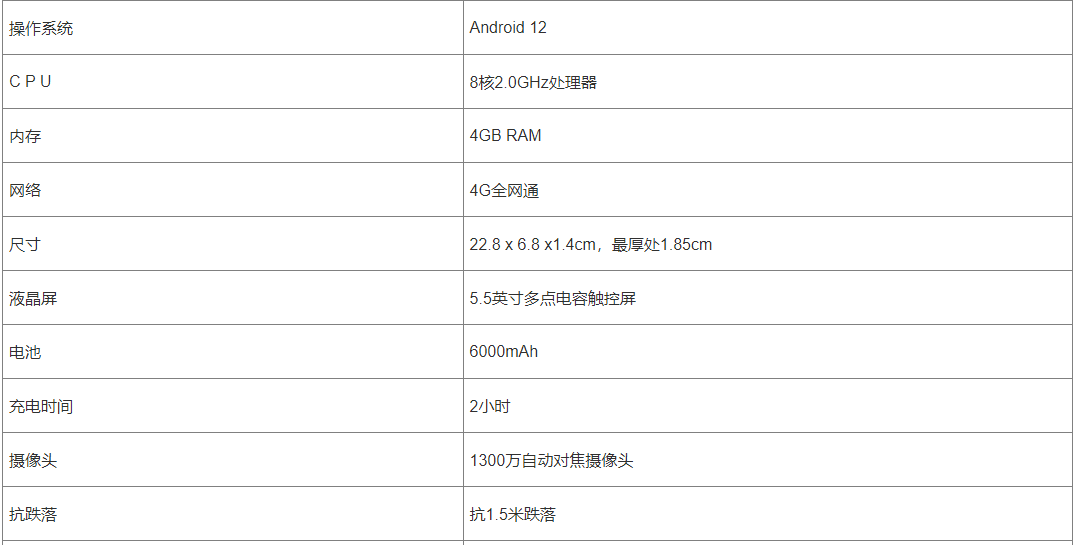 操作系统 Android 12
C P U 8核2.0GHz处理器
内存 4GB RAM
网络 4G全网通
尺寸 22.8 x 6.8 x1.4cm，最厚处1.85cm
液晶屏 5.5英寸多点电容触控屏
电池 6000mAh
充电时间 2小时
摄像头 1300万自动对焦摄像头
抗跌落 抗1.5米跌落